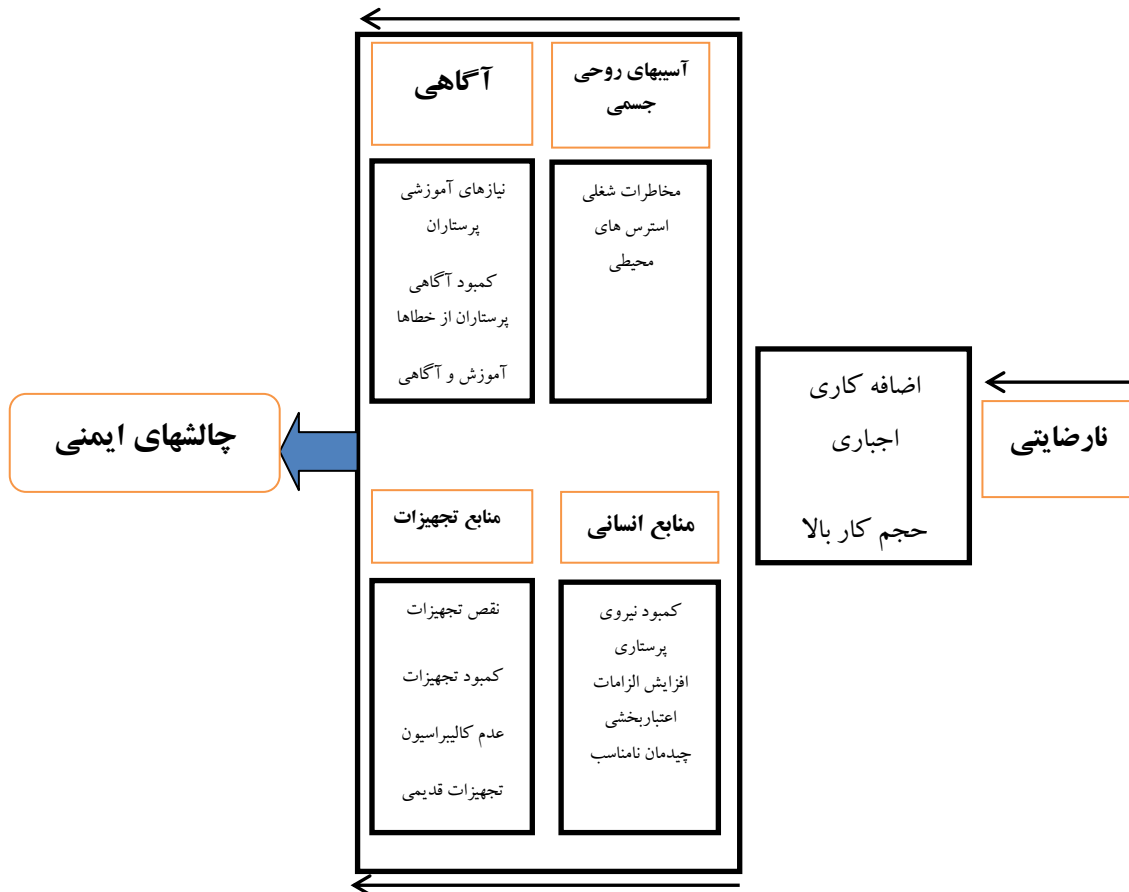 آسیبهای روحی
جسمی
مخاطرات شغلی
استرس های
محیطی
آگاهی
نیازهای آموزشی
پرستاران
کمبود آگاهی
پرستاران از خطاها
آموزش و آگاهی
نارضایتی
اضافه کاری
اجباری
حجم کار بالا
منابع انسانی
کمبود نیروی
پرستاری
افزایش الزامات
اعتباربخشی
چیدمان نامناسب
منابع تجهیزات
نقص تجهیزات
کمبود تجهیزات
عدم کالیبراسیون
تجهیزات قدیمی
چالشهای ایمنی